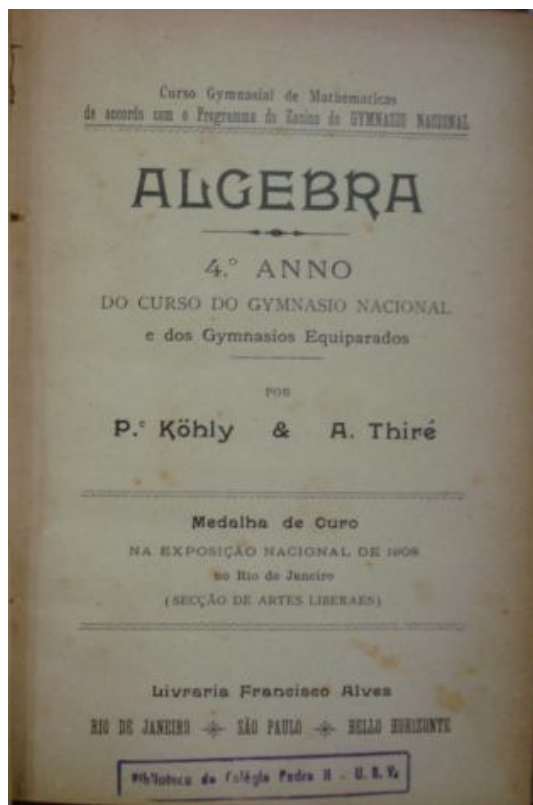 Curso Gymnasial de Mathematicas
de accordo com o Programma de Ensino do GYMNASIO NACIONAL
ALGEBRA
4.° ANNO
DO CURSO DO GYMNASIO NACIONAL
e dos Gymnasios Equiparados
POR
P.e Köhly & A. Thiré
Medalha de Ouro
NA EXPOSIÇÃO NACIONAL DE 1908
no Rio de Janeiro
(SECÇÃO DE ARTES LIBERAES)
Livraria Francisco Alves
RIO DE JANEIRO SÃO PAULO BELLO HORIZONTE
Biblioteca do Colégio Pedro II - U. S. V.